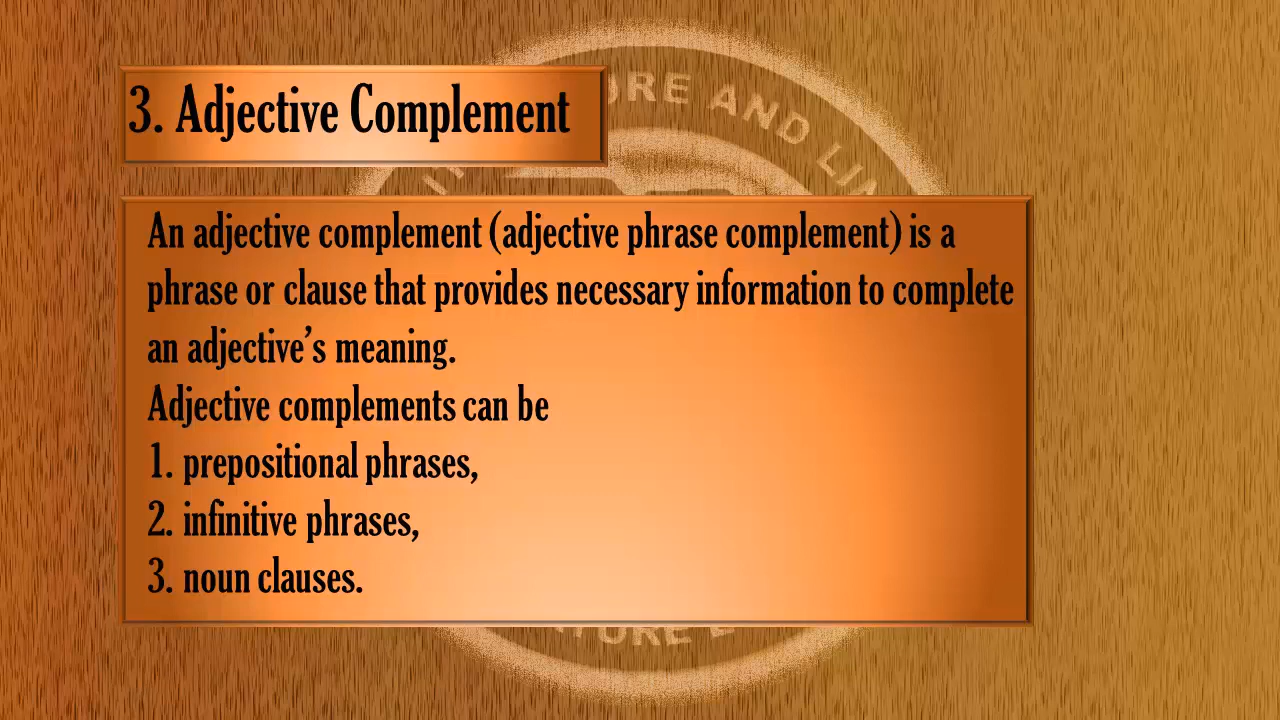 3. Adjective Complement
An adjective complement (adjective phrase complement) is a
phrase or clause that provides necessary information to complete
an adjective’s meaning.
Adjective complements can be
1. prepositional phrases,
2. infinitive phrases,
3. noun clauses.
AND